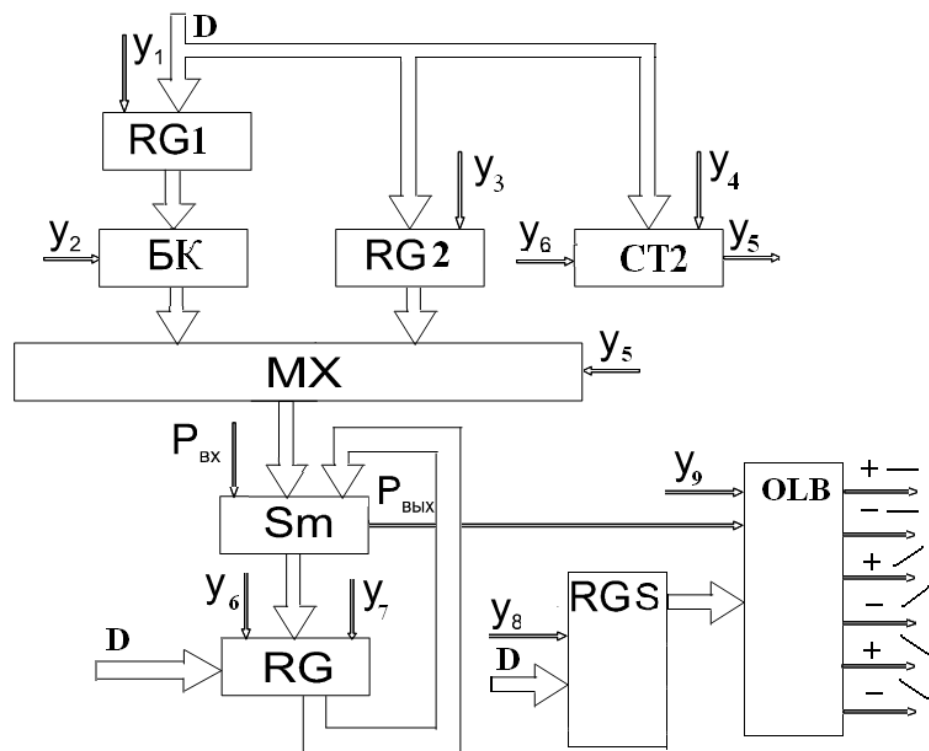 D
y1
RG1
y3
y4
y2
БК
RG2
y6
CT2
y5
MX
y5
Pвх
Sm
Pвых
y9
OLB
+ —
− —
+
−
+
−
y6
y7
D
RG
RGS
y8
D